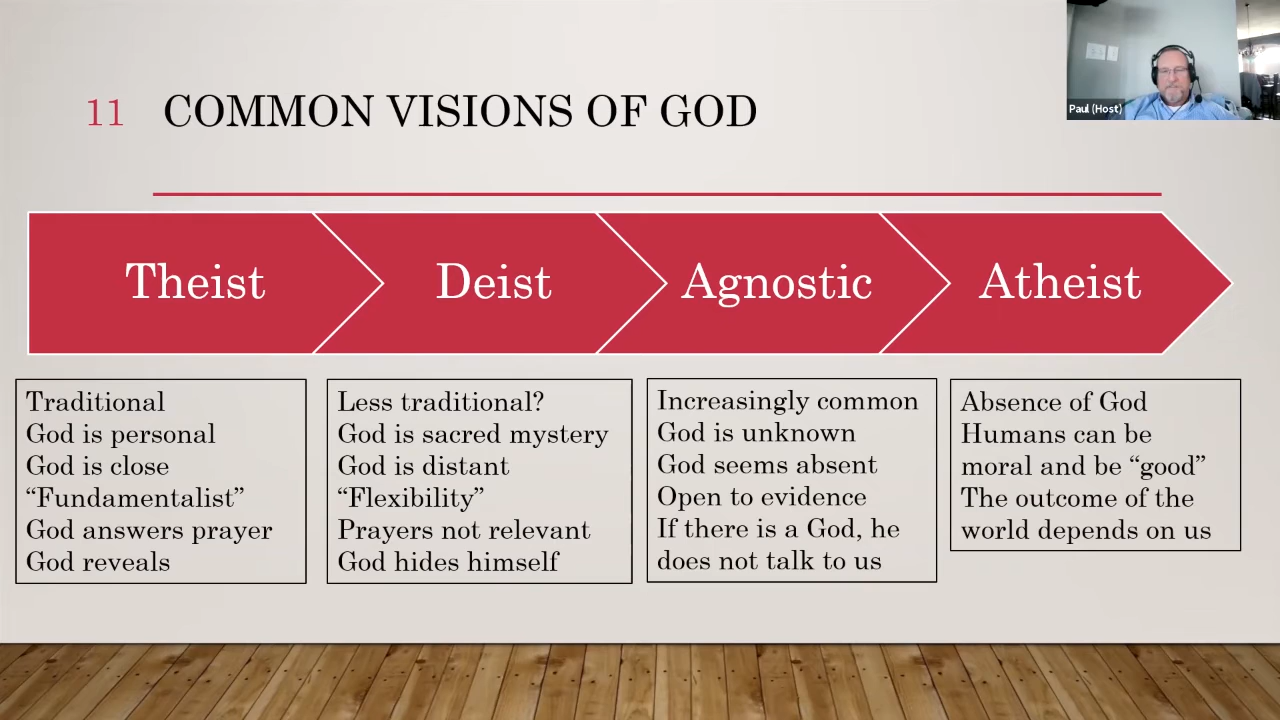 11 COMMON VISIONS OF GOD
Paul (Host)
Theist
Deist
Agnostic
Atheist
Traditional
God is personal
God is close
“Fundamentalist”
God answers prayer
God reveals
Less traditional?
God is sacred mystery
God is distant
“Flexibility”
Prayers not relevant
God hides himself
Increasingly common
God is unknown
God seems absent
Open to evidence
If there is a God, he
does not talk to us
Absence of God
Humans can be
moral and be “good”
The outcome of the
world depends on us